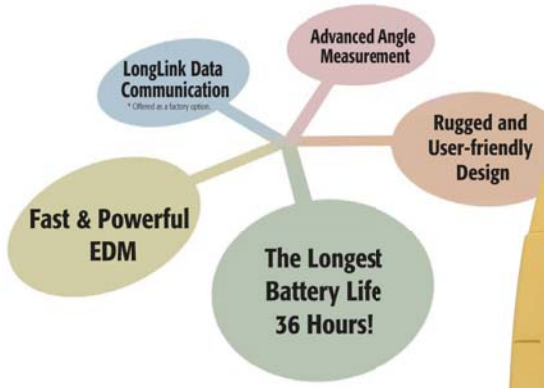 Advanced Angle
Measurement
LongLink Data
Communication
* Offered as a factory option.
Rugged and
User-friendly
Design
Fast & Powerful
EDM
The Longest
Battery Life
36 Hours!